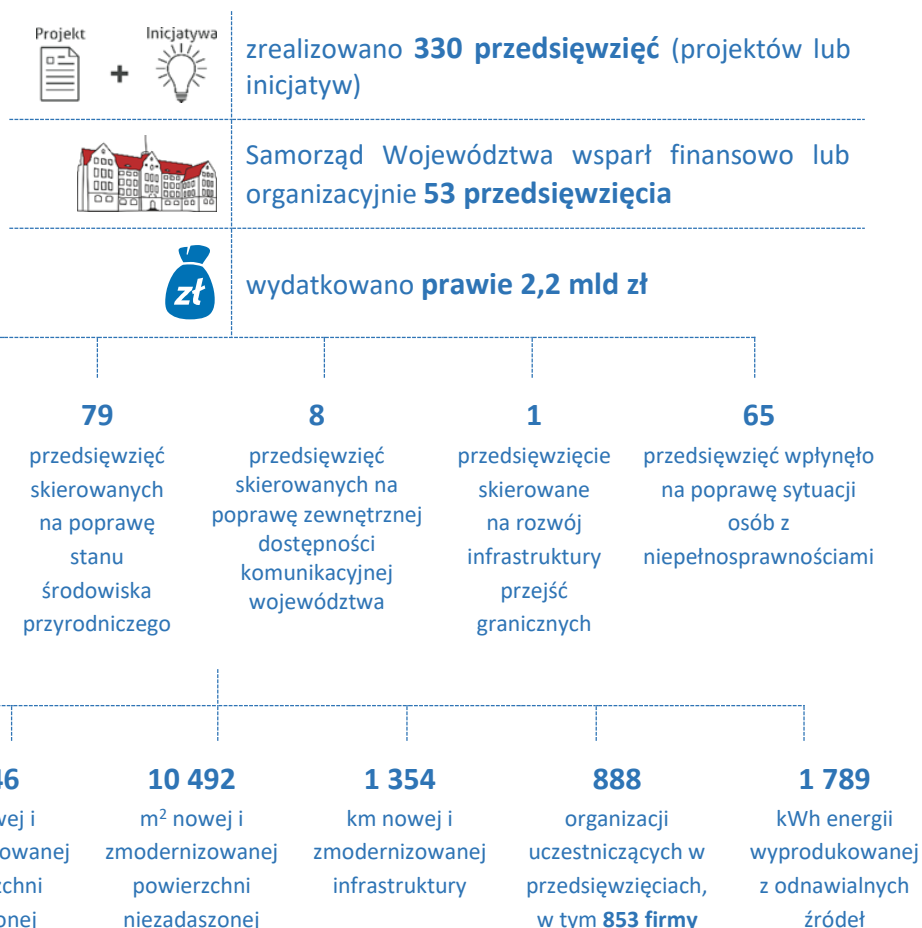 Projekt
Inicjatywa
+
zrealizowano 330 przedsięwzięć (projektów lub
inicjatyw)
Samorząd Województwa wsparł finansowo lub
organizacyjnie 53 przedsięwzięcia
zł
wydatkowano prawie 2,2 mld zł
79
przedsięwzięć
skierowanych
na poprawę
stanu
środowiska
przyrodniczego
8
przedsięwzięć
skierowanych na
poprawę zewnętrznej
dostępności
komunikacyjnej
województwa
1
przedsięwzięcie
skierowane
na rozwój
infrastruktury
przejść
granicznych
65
przedsięwzięć wpłynęło
na poprawę sytuacji
osób z
niepełnosprawnościami
10 492
m² nowej i
zmodernizowanej
powierzchni
niezadaszonej
1 354
km nowej i
zmodernizowanej
infrastruktury
888
organizacji
uczestniczących w
przedsięwzięciach,
w tym 853 firmy
1 789
kWh energii
wyprodukowanej
z odnawialnych
źródeł